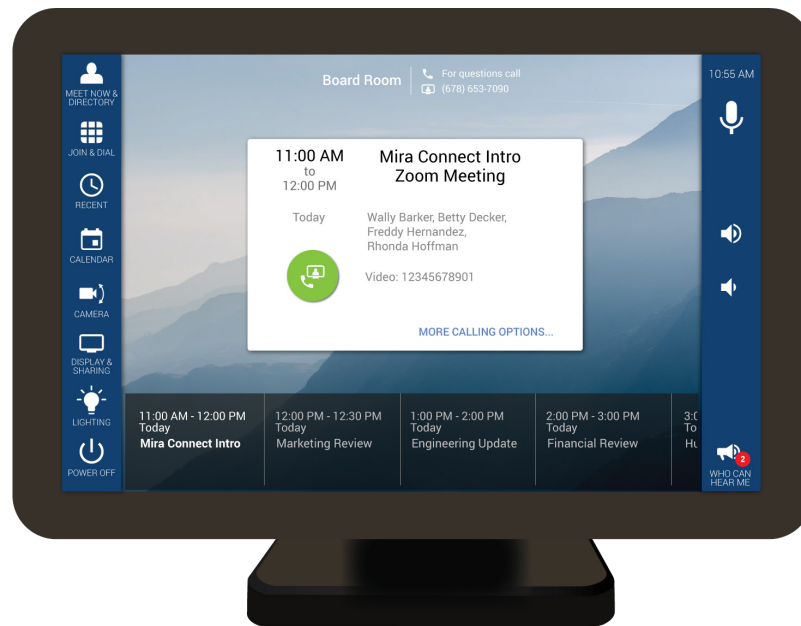 MEET NOW &
DIRECTORY
JOIN & DIAL
RECENT
CALENDAR
CAMERA
DISPLAY &
SHARING
LIGHTING
POWER OFF
Board Room
For questions call
(678) 653-7090
11:00 AM
to
12:00 PM
Today
Mira Connect Intro
Zoom Meeting
Wally Barker, Betty Decker,
Freddy Hernandez,
Rhonda Hoffman
Video: 12345678901
MORE CALLING OPTIONS...
11:00 AM - 12:00 PM
Today
Mira Connect Intro
12:00 PM - 12:30 PM
Today
Marketing Review
1:00 PM - 2:00 PM
Today
Engineering Update
2:00 PM - 3:00 PM
Today
Financial Review
10:55 AM
2
WHO CAN
HEAR ME